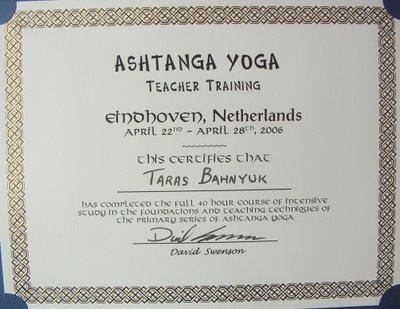 ASHTANGA YOGA
TEACHER TRAINING
Eindhoven, Netherlands
APRIL 22nd - APRIL 28th, 2006
this certifies that
TARAS BAHNYUK
has completed the full 40 hour course of intensive
study in the foundations and teaching techniques of
the primary series of ashtanga yoga
David Swenson